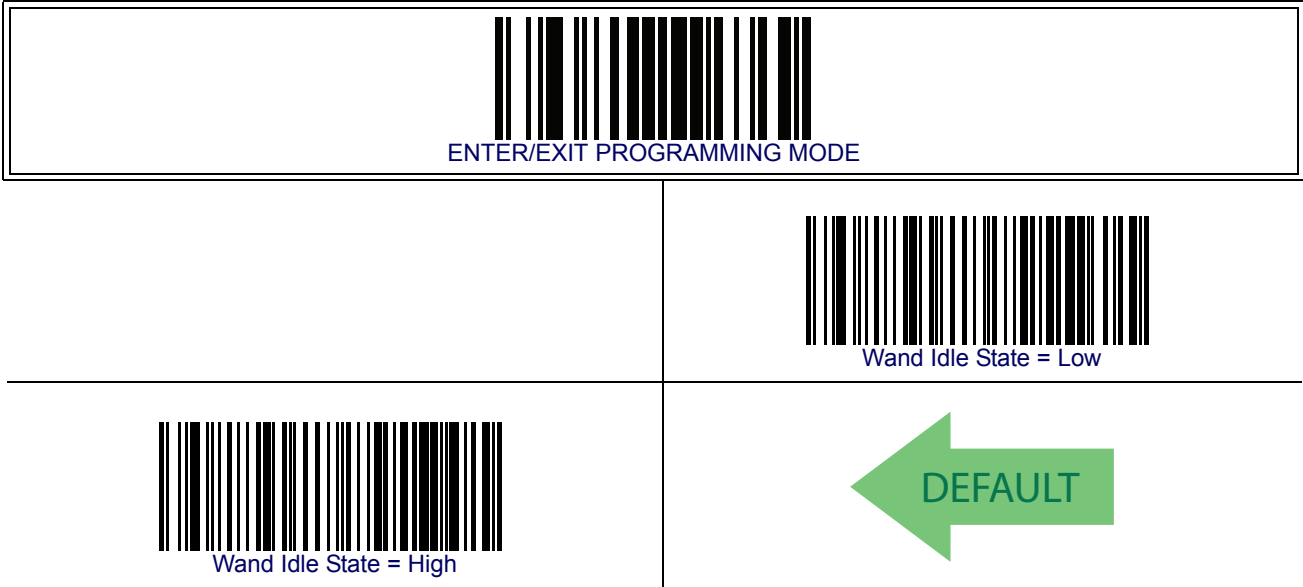 ENTER/EXIT PROGRAMMING MODE
Wand Idle State = Low
Wand Idle State = High
DEFAULT